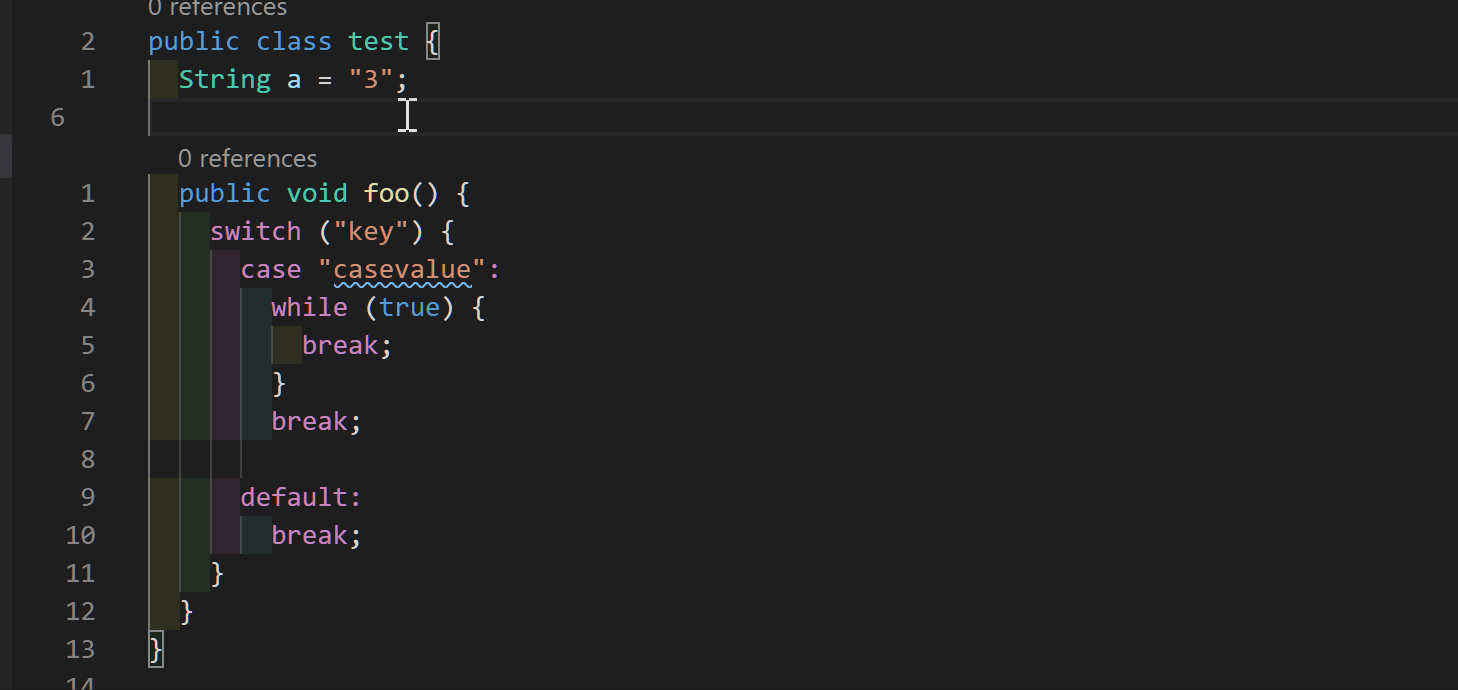 0 references
2 public class test {
1 String a = "3";
6
0 references
1 public void foo() {
2 switch ("key") {
3 case "casevalue":
4 while (true) {
5 break;
6 }
7 break;
8
9 default:
10 break;
11 }
12 }
13 }
14